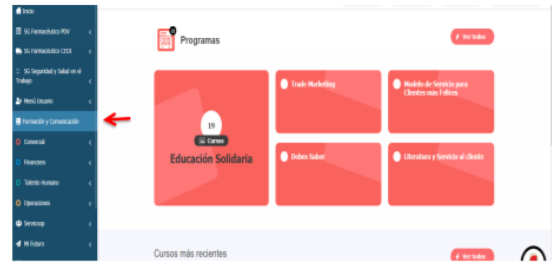 Inicio
SG Farmacéutico PDV
SG Farmacéutico CEDI
SG Seguridad y Salud en el
Trabajo
Menú Usuario
Formación y Comunicación
Comercial
Financiero
Talento Humano
Operaciones
Servicoop
Mi Futuro
Programas
Ver todos
19
Cursos
Educación Solidaria
Trade Marketing
Modelo de Servicio para
Clientes mas Felices
Debes Saber
Literatura y Servicio al cliente
Cursos más recientes
Ver todos